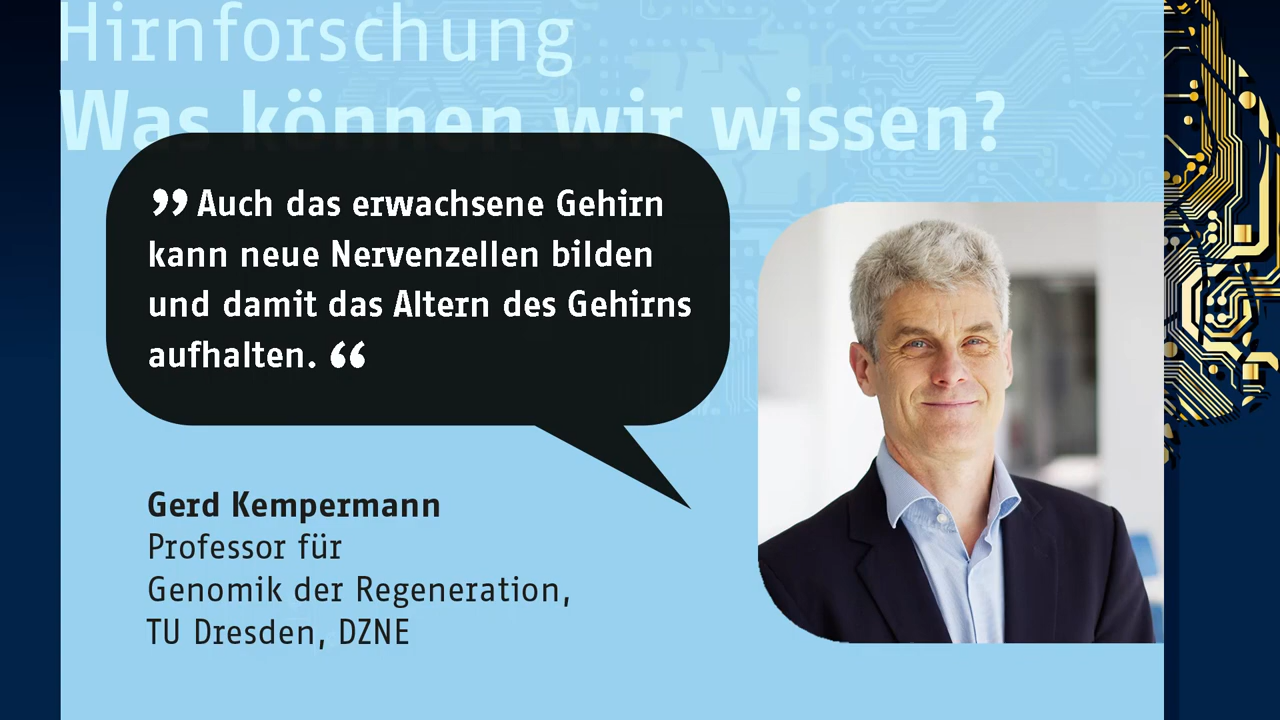 Hirnforschung
Was können wir wissen?
❜❜ Auch das erwachsene Gehirn
kann neue Nervenzellen bilden
und damit das Altern des Gehirns
aufhalten. ❛❛
Gerd Kempermann
Professor für
Genomik der Regeneration,
TU Dresden, DZNE